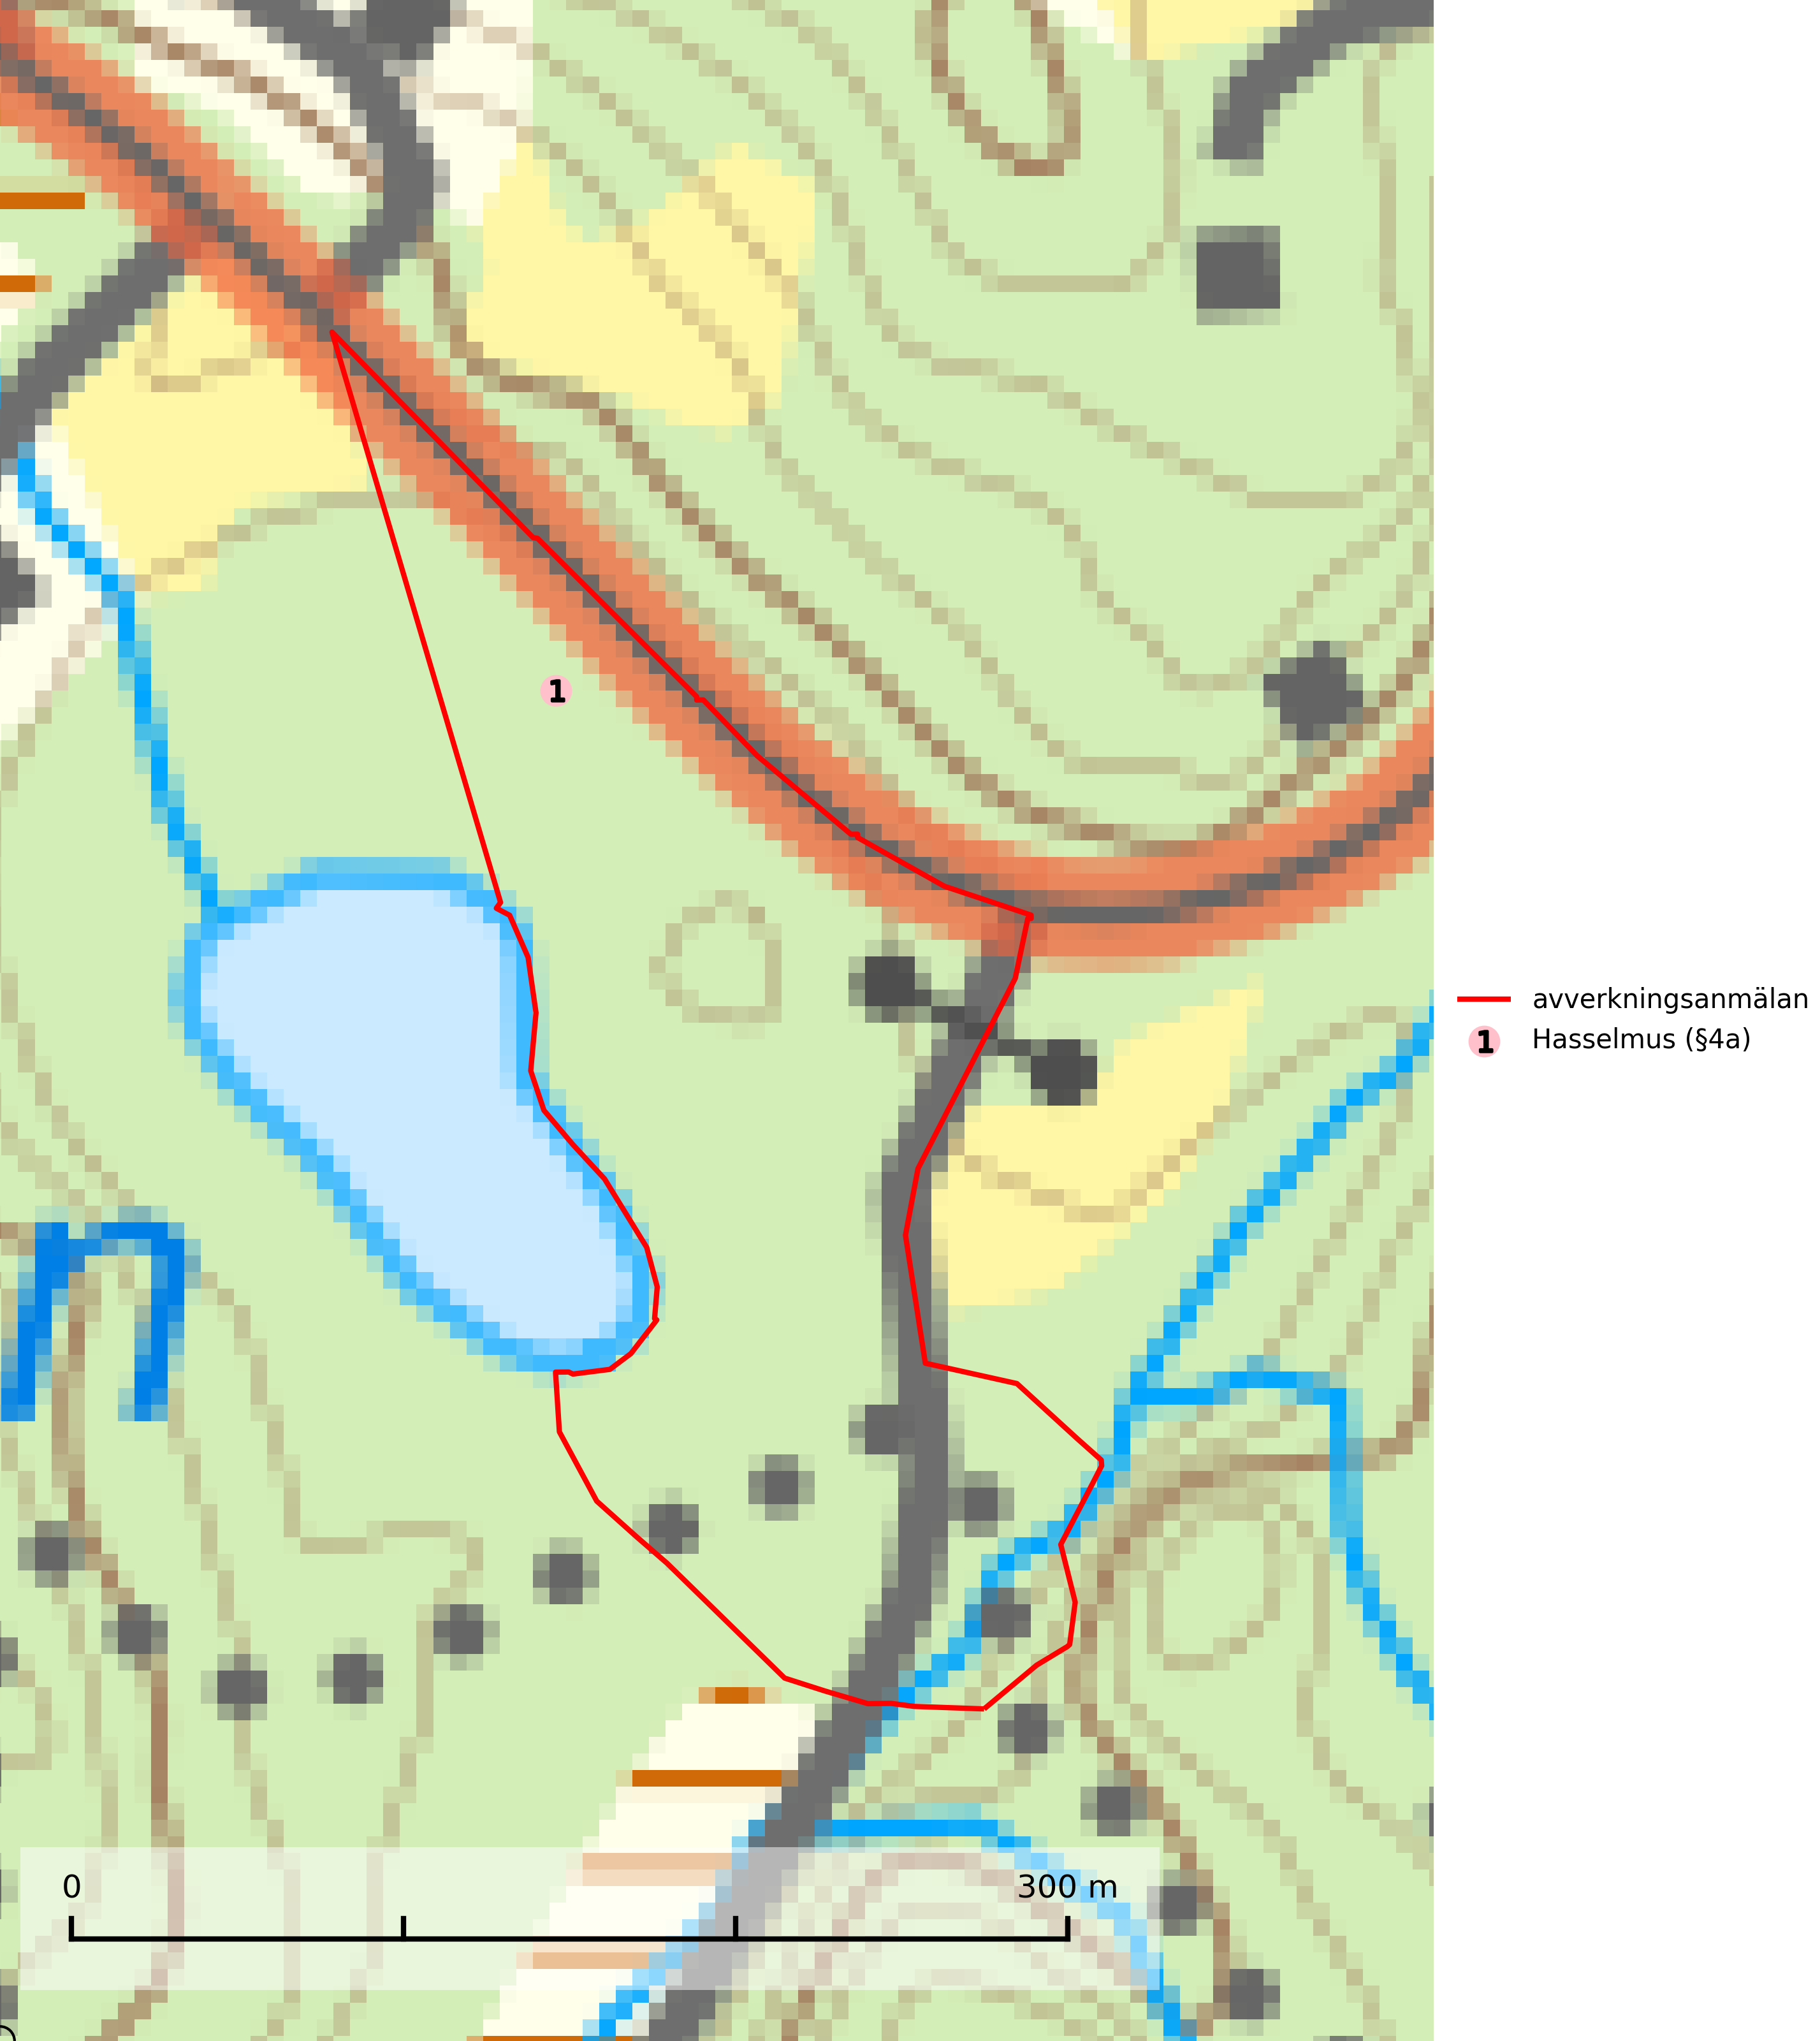 1
avverkningsanmälan
1 Hasselmus (§4a)
0 300 m